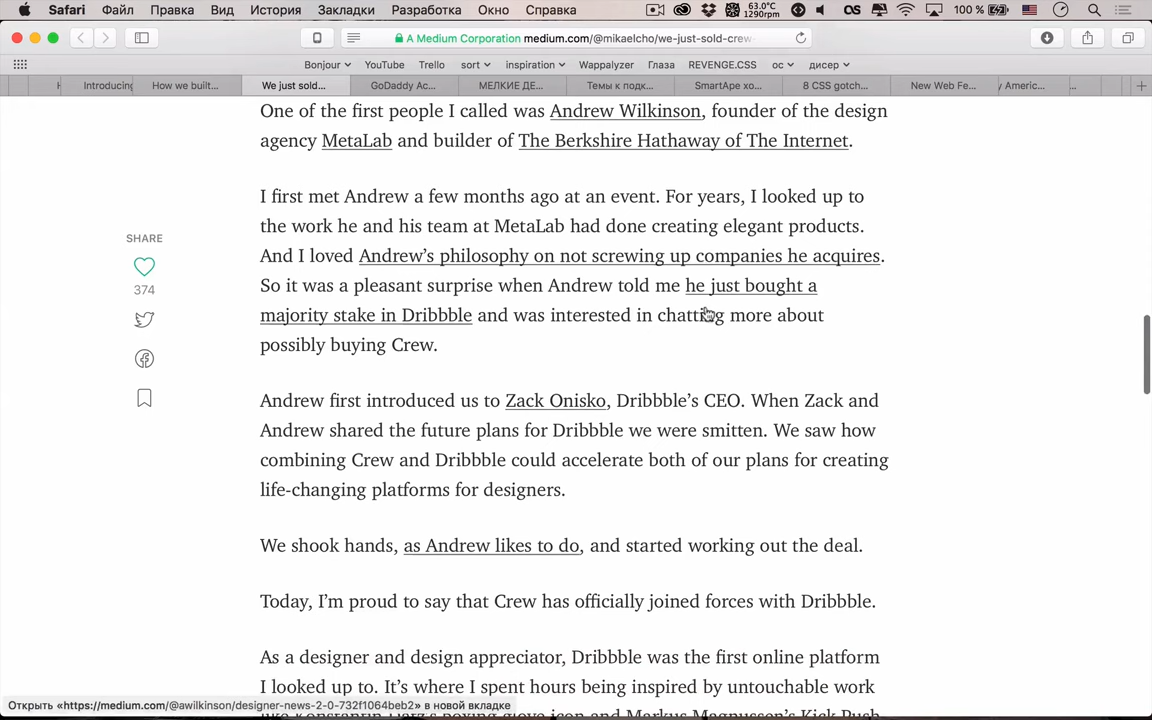 Safari Файл Правка Вид История Закладки Разработка Окно Справка 63.0°C 1290rpm 100 %
A Medium Corporation medium.com/@mikaelcho/we-just-sold-crew-
Bonjour YouTube Trello sort inspiration Wappalyzer Глаза REVENGE.CSS ос дисер
Introducing How we built... We just sold... GoDaddy Ac... МЕЛКИЕ ДЕ... Темы к подк... SmartApe хо... 8 CSS gotch... New Web Fe... Americ...
One of the first people I called was Andrew Wilkinson, founder of the design
agency MetaLab and builder of The Berkshire Hathaway of The Internet.
I first met Andrew a few months ago at an event. For years, I looked up to
the work he and his team at MetaLab had done creating elegant products.
And I loved Andrew’s philosophy on not screwing up companies he acquires.
So it was a pleasant surprise when Andrew told me he just bought a
majority stake in Dribbble and was interested in chatting more about
possibly buying Crew.
SHARE
374
Andrew first introduced us to Zack Onisko, Dribbble’s CEO. When Zack and
Andrew shared the future plans for Dribbble we were smitten. We saw how
combining Crew and Dribbble could accelerate both of our plans for creating
life-changing platforms for designers.
We shook hands, as Andrew likes to do, and started working out the deal.
Today, I’m proud to say that Crew has officially joined forces with Dribbble.
As a designer and design appreciator, Dribbble was the first online platform
I looked up to. It’s where I spent hours being inspired by untouchable work
like Konstantin Datz’s boxing glove icon and Markus Magnusson’s Kick Push
Открыть «https://medium.com/@awilkinson/designer-news-2-0-732f1064beb2» в новой вкладке